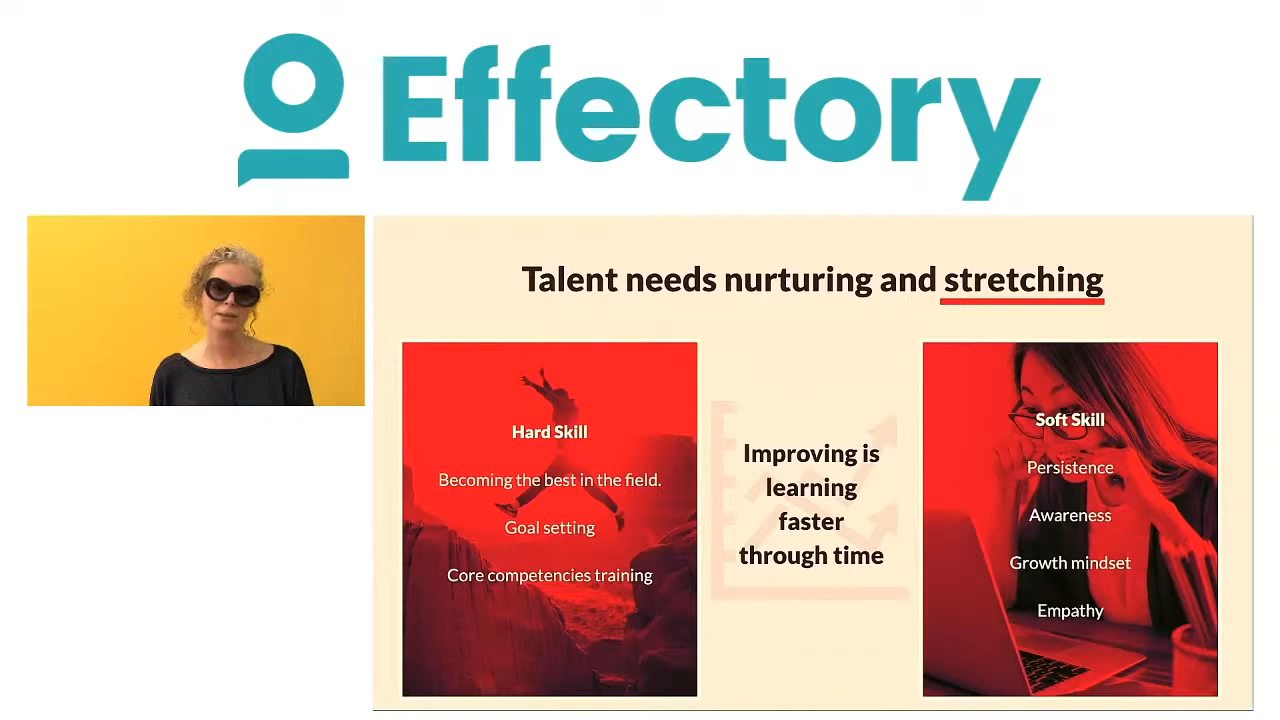 Effectory
Talent needs nurturing and stretching
Hard Skill
Becoming the best in the field.
Goal setting
Core competencies training
Improving is
learning
faster
through time
Soft Skill
Persistence
Awareness
Growth mindset
Empathy